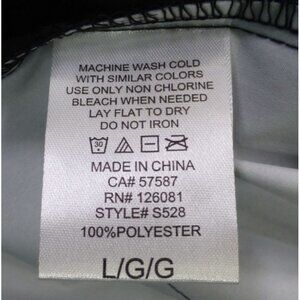 MACHINE WASH COLD
WITH SIMILAR COLORS
USE ONLY NON CHLORINE
BLEACH WHEN NEEDED
LAY FLAT TO DRY
DO NOT IRON
30
MADE IN CHINA
CA# 57587
RN# 126081
STYLE# S528
100%POLYESTER
L/G/G